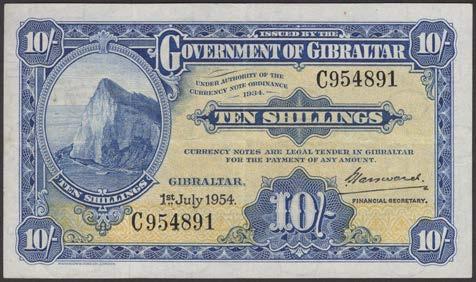 10/-
ISSUED BY THE
10/-
GOVERNMENT OF GIBRALTAR
UNDER AUTHORITY OF THE
CURRENCY NOTE ORDINANCE
1934.
C954891
TEN SHILLINGS
CURRENCY NOTES ARE LEGAL TENDER IN GIBRALTAR
FOR THE PAYMENT OF ANY AMOUNT.
TEN SHILLINGS
GIBRALTAR,
1st July 1954.
C954891
10/-
FINANCIAL SECRETARY.
10/-
10/-